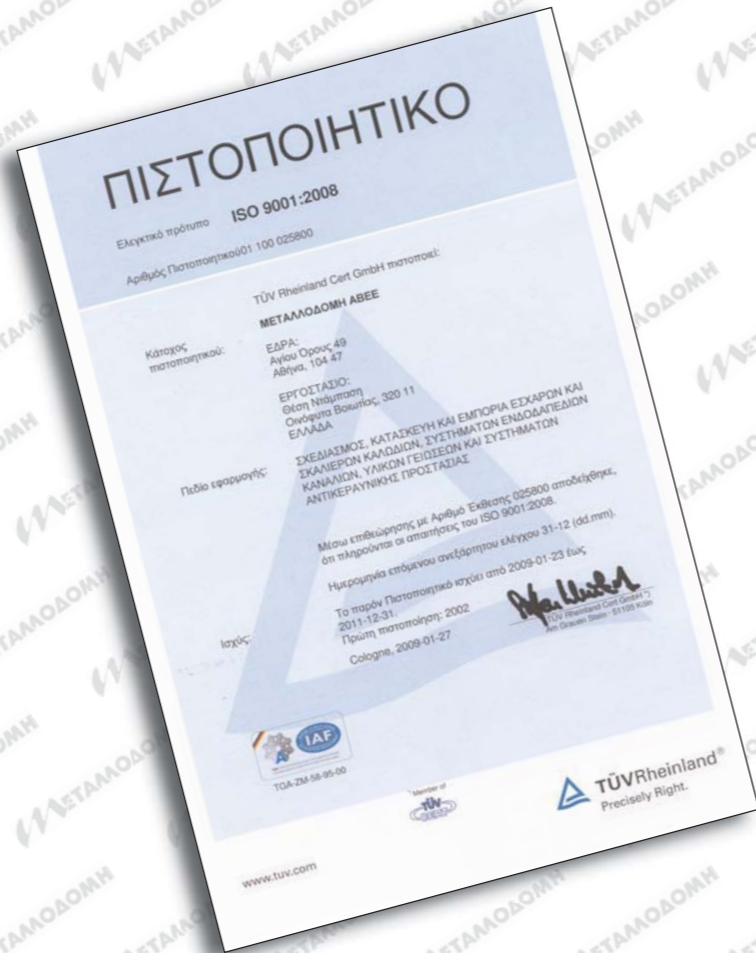 ΠΙΣΤΟΠΟΙΗΤΙΚΟ
Ελεγκτικό πρότυπο ISO 9001:2008
Αριθμός Πιστοποιητικού01 100 025800
TÜV Rheinland Cert GmbH πιστοποιεί:
Κάτοχος
πιστοποιητικού:
ΜΕΤΑΛΛΟΔΟΜΗ ΑΒΕΕ
ΕΔΡΑ:
Αγίου Όρους 49
Αθήνα, 104 47
ΕΡΓΟΣΤΑΣΙΟ:
Θέση Ντάμπαση
Οινόφυτα Βοιωτίας, 320 11
ΕΛΛΑΔΑ
Πεδίο εφαρμογής:
ΣΧΕΔΙΑΣΜΟΣ, ΚΑΤΑΣΚΕΥΗ ΚΑΙ ΕΜΠΟΡΙΑ ΕΣΧΑΡΩΝ ΚΑΙ
ΣΚΑΛΙΕΡΩΝ ΚΑΛΩΔΙΩΝ, ΣΥΣΤΗΜΑΤΩΝ ΕΝΔΟΔΑΠΕΔΙΩΝ
ΚΑΝΑΛΙΩΝ, ΥΛΙΚΩΝ ΓΕΙΩΣΕΩΝ ΚΑΙ ΣΥΣΤΗΜΑΤΩΝ
ΑΝΤΙΚΕΡΑΥΝΙΚΗΣ ΠΡΟΣΤΑΣΙΑΣ
Μέσω επιθεώρησης με Αριθμό Έκθεσης 025800 αποδείχθηκε,
ότι πληρούνται οι απαιτήσεις του ISO 9001:2008.
Ημερομηνία επόμενου ανεξάρτητου ελέγχου 31-12 (dd.mm).
Ισχύς:
Το παρόν Πιστοποιητικό ισχύει από 2009-01-23 έως
2011-12-31.
Πρώτη πιστοποίηση: 2002
Cologne, 2009-01-27
TÜV Rheinland Cert GmbH
Am Grauen Stein · 51105 Köln
IAF
TGA-ZM-58-95-00
Member of
TÜV
CERT
TÜVRheinland®
Precisely Right.
www.tuv.com
ΜΕΤΑΛΛΟΔΟΜΗ